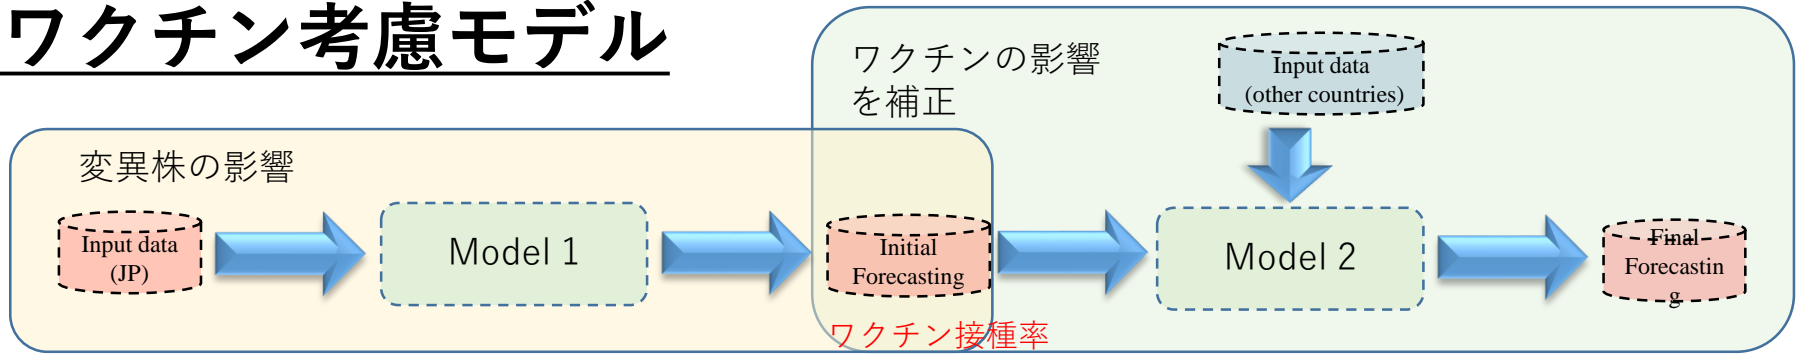 ワクチン考慮モデル
変異株の影響
Input data
(JP)
Model 1
Initial
Forecasting
ワクチン接種率
ワクチンの影響
を補正
Input data
(other countries)
Model 2
Final
Forecastin
g